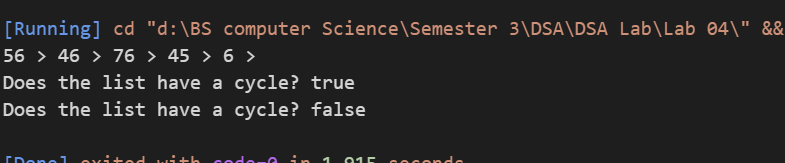 [Running] cd "d:\BS computer Science\Semester 3\DSA\DSA Lab\Lab 04\" &&
56 > 46 > 76 > 45 > 6 >
Does the list have a cycle? true
Does the list have a cycle? false
[Done] exited with code=0 in 1.915 seconds